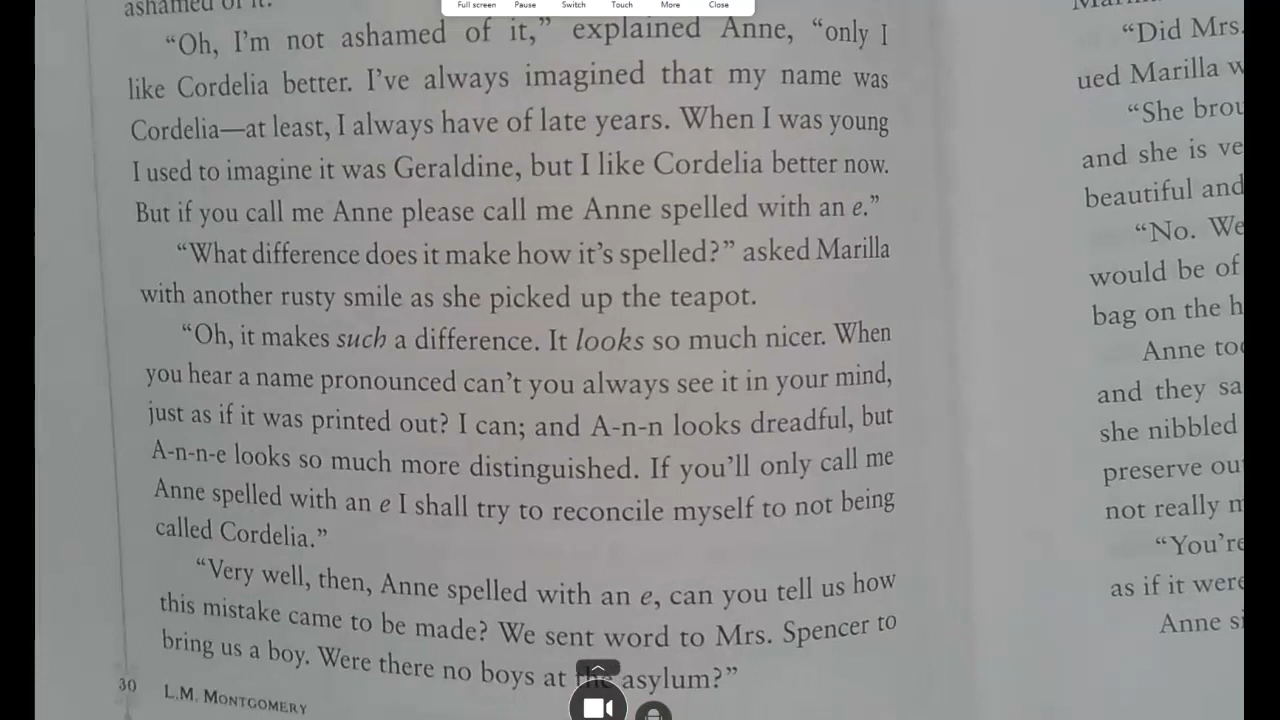 Full screen Pause Switch Touch More Close
ashamed of it.
“Oh, I'm not ashamed of it,” explained Anne, “only I
like Cordelia better. I’ve always imagined that my name was
Cordelia—at least, I always have of late years. When I was young
I used to imagine it was Geraldine, but I like Cordelia better now.
But if you call me Anne please call me Anne spelled with an e.”
“What difference does it make how it’s spelled?” asked Marilla
with another rusty smile as she picked up the teapot.
“Oh, it makes such a difference. It looks so much nicer. When
you hear a name pronounced can’t you always see it in your mind,
just as if it was printed out? I can; and A-n-n looks dreadful, but
A-n-n-e looks so much more distinguished. If you’ll only call me
Anne spelled with an e I shall try to reconcile myself to not being
called Cordelia.”
“Very well, then, Anne spelled with an e, can you tell us how
this mistake came to be made? We sent word to Mrs. Spencer to
bring us a boy. Were there no boys at the asylum?”
30 L.M. MONTGOMERY
“Did Mrs.
ued Marilla w
“She brou
and she is ve
beautiful and
“No. We
would be of
bag on the h
Anne too
and they sa
she nibbled
preserve ou
not really m
“You’re
as if it were
Anne si